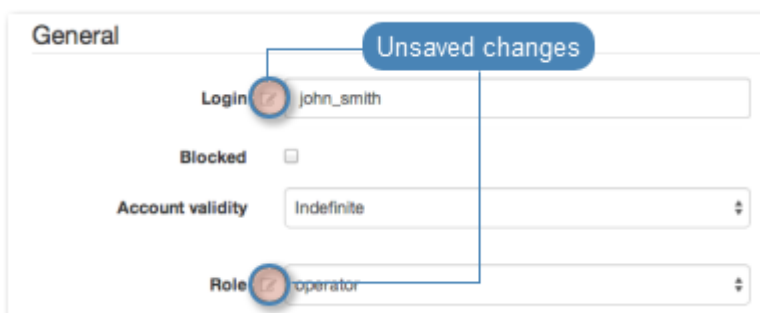 General
Unsaved changes
Login john_smith
Blocked
Account validity Indefinite
Role operator